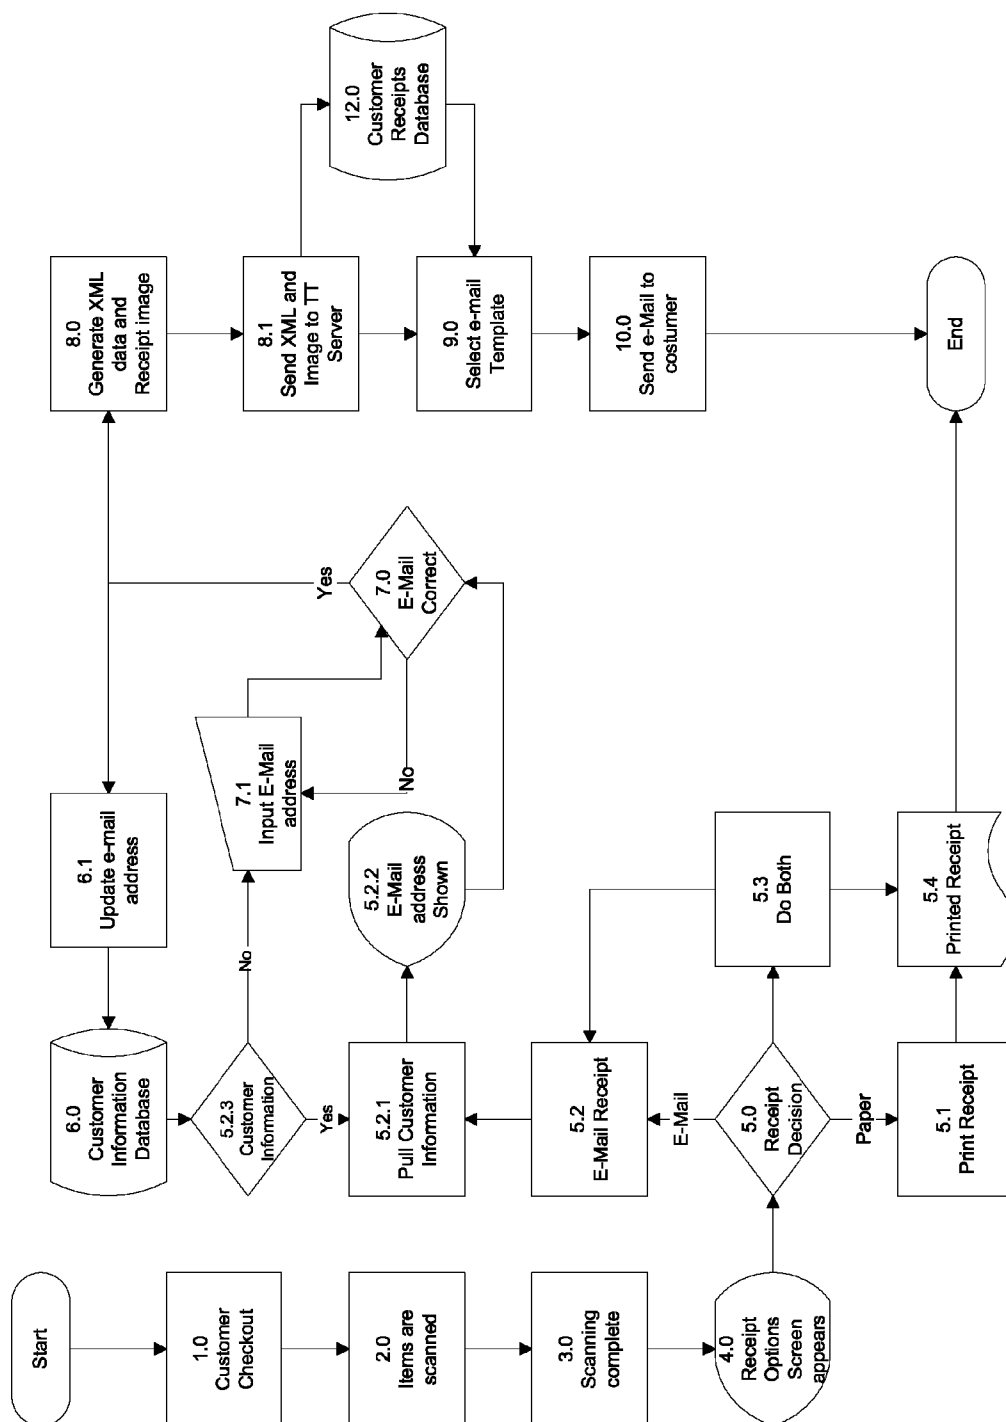 Start
1.0
Customer
Checkout
2.0
Items are
scanned
3.0
Scanning
complete
4.0
Receipt
Options
Screen
appears
6.0
Customer
Information
Database
5.2.3
Customer
Information
No
Yes
5.2.1
Pull Customer
Information
5.2
E-Mail Receipt
E-Mail
5.0
Receipt
Decision
Paper
5.1
Print Receipt
6.1
Update e-mail
address
7.1
Input E-Mail
address
5.2.2
E-Mail
address
Shown
5.3
Do Both
5.4
Printed Receipt
Yes
7.0
E-Mail
Correct
No
8.0
Generate XML
data and
Receipt image
8.1
Send XML and
Image to TT
Server
9.0
Select e-mail
Template
10.0
Send e-Mail to
costumer
End
12.0
Customer
Receipts
Database